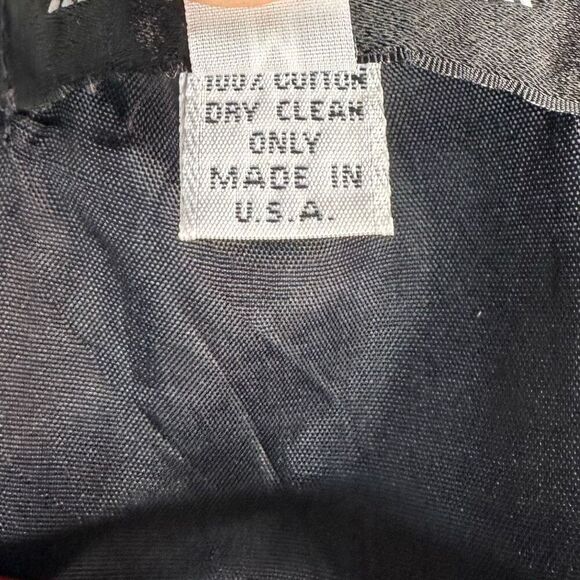 100% COTTON
DRY CLEAN
ONLY
MADE IN
U.S.A.